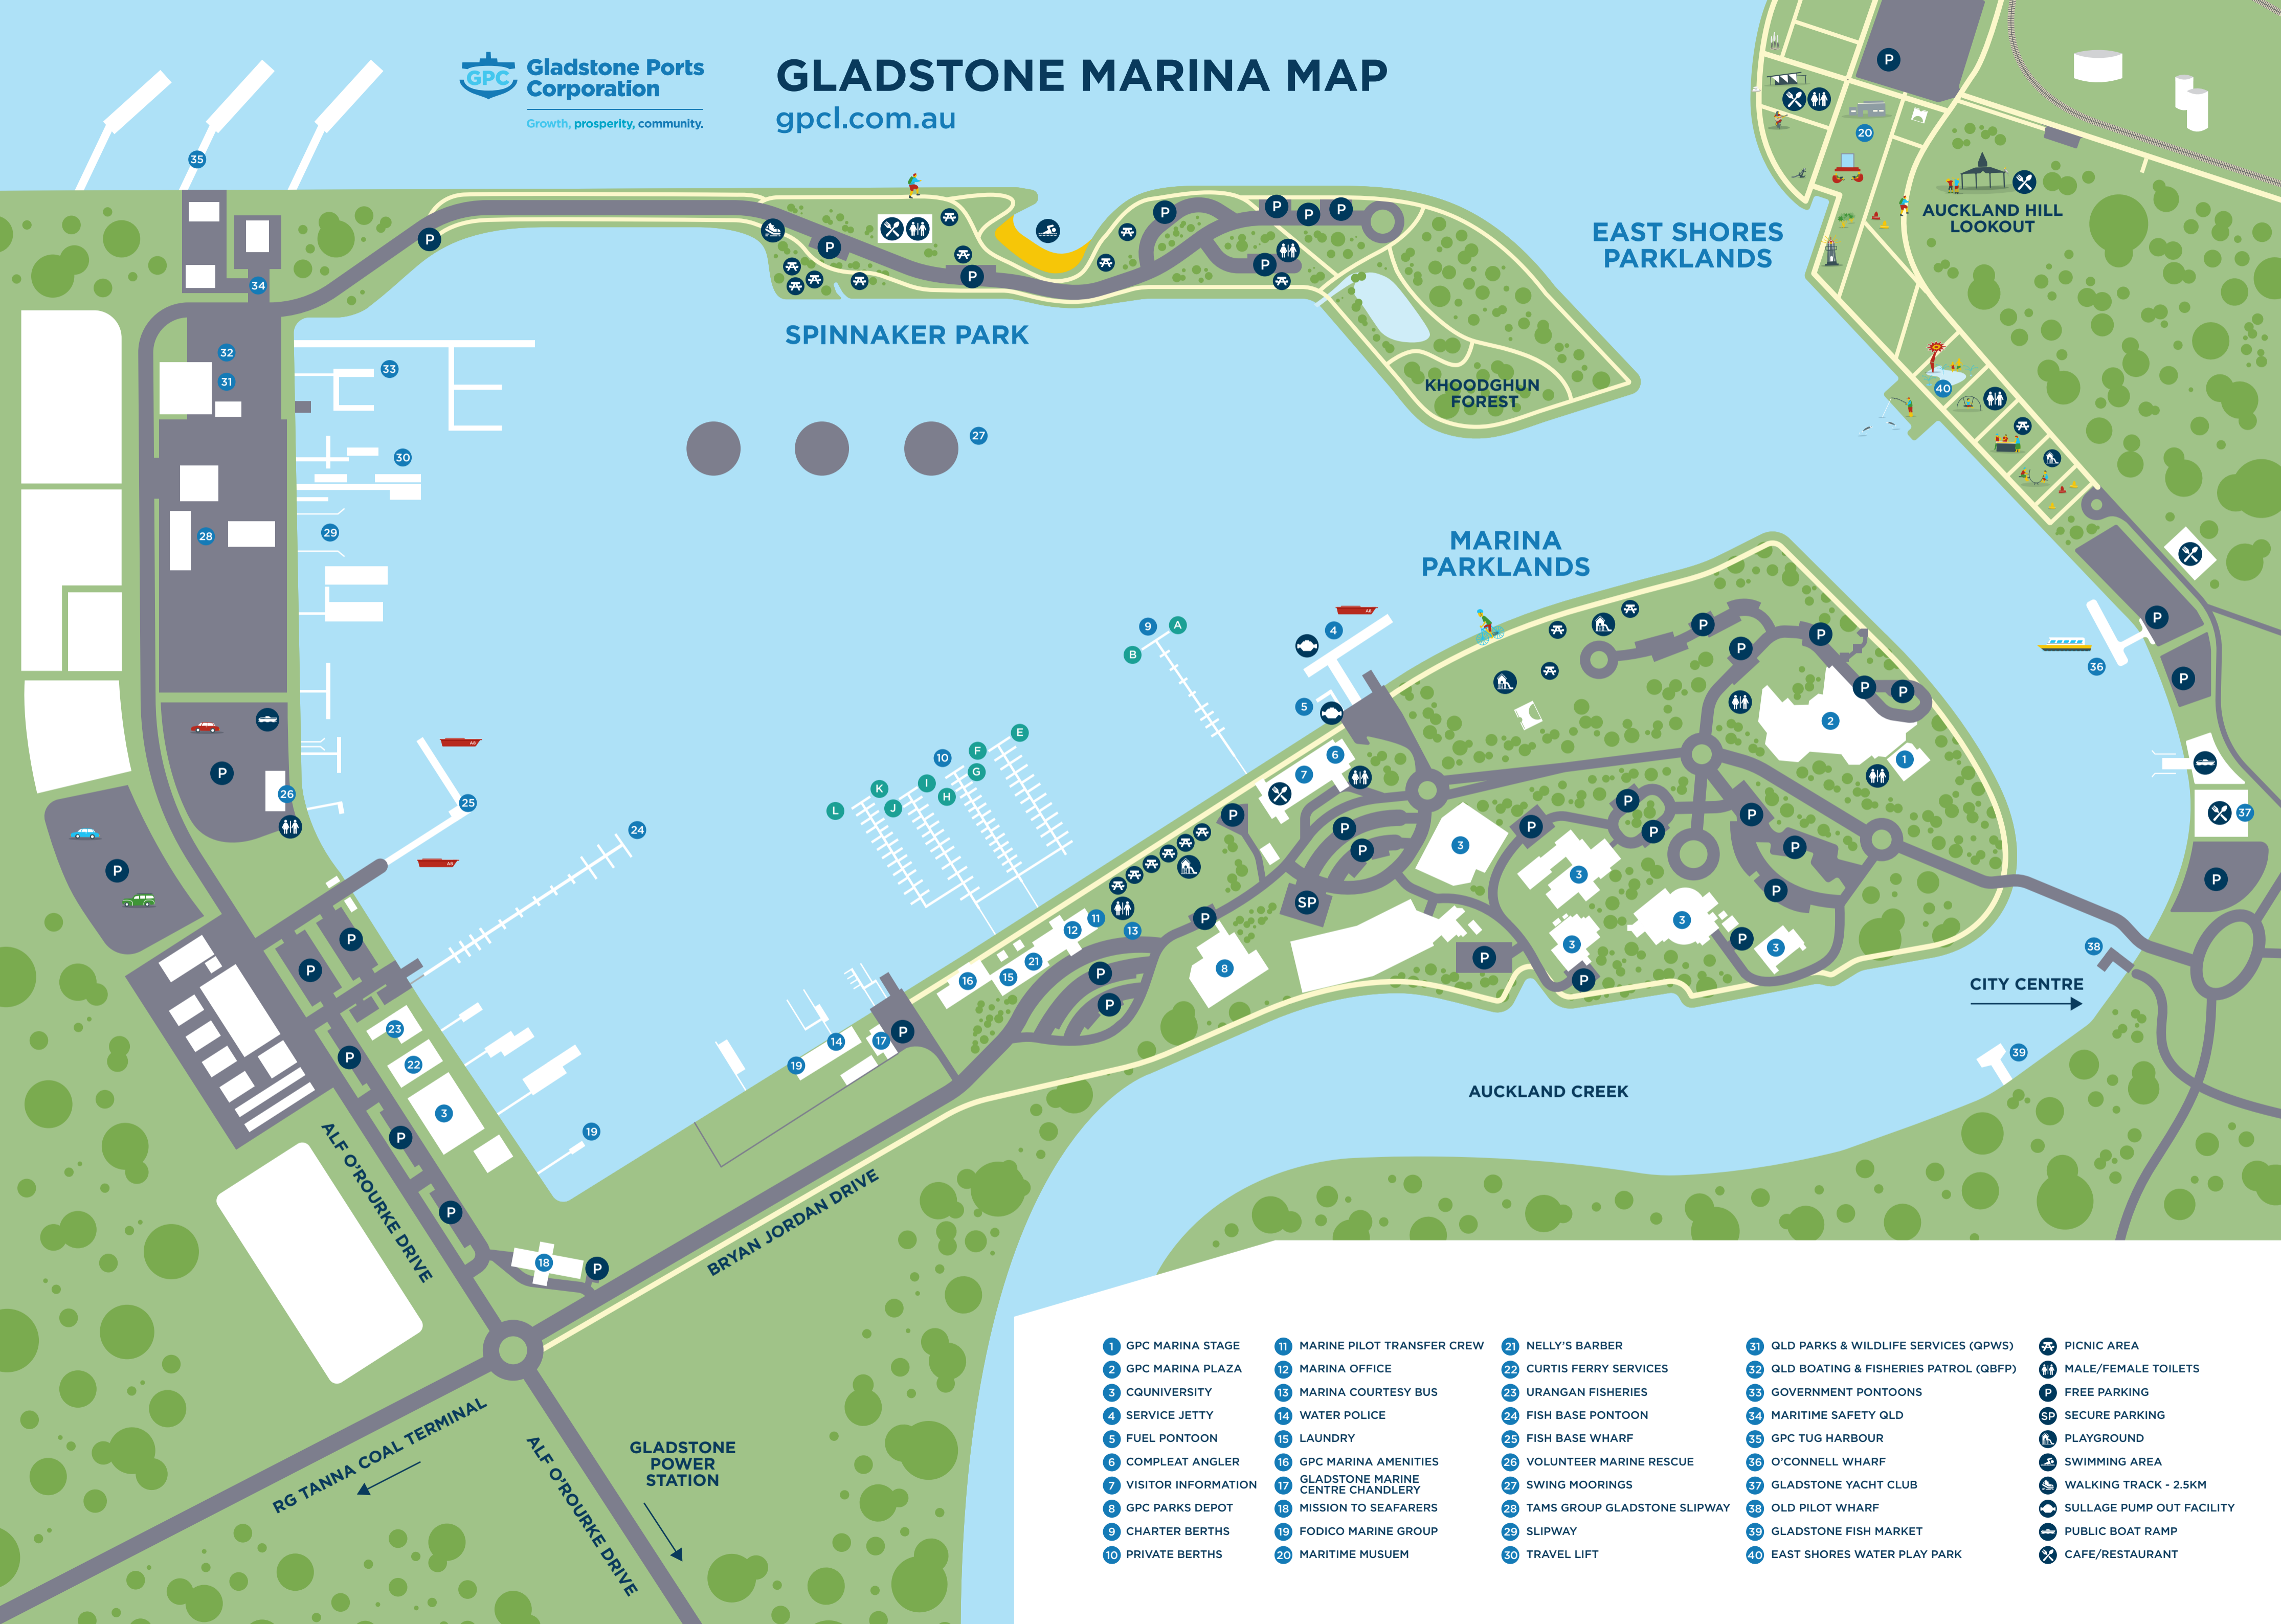 GPC
Gladstone Ports
Corporation
Growth, prosperity, community.
GLADSTONE MARINA MAP
gpcl.com.au
EAST SHORES
PARKLANDS
AUCKLAND HILL
LOOKOUT
SPINNAKER PARK
KHOODGHUN
FOREST
MARINA
PARKLANDS
CITY CENTRE
AUCKLAND CREEK
ALF O'ROURKE DRIVE
BRYAN JORDAN DRIVE
RG TANNA COAL TERMINAL
ALF O'ROURKE DRIVE
GLADSTONE
POWER
STATION
A
B
E
F
G
H
I
J
K
L
1 GPC MARINA STAGE
2 GPC MARINA PLAZA
3 CQUNIVERSITY
4 SERVICE JETTY
5 FUEL PONTOON
6 COMPLEAT ANGLER
7 VISITOR INFORMATION
8 GPC PARKS DEPOT
9 CHARTER BERTHS
10 PRIVATE BERTHS
11 MARINE PILOT TRANSFER CREW
12 MARINA OFFICE
13 MARINA COURTESY BUS
14 WATER POLICE
15 LAUNDRY
16 GPC MARINA AMENITIES
17 GLADSTONE MARINE
CENTRE CHANDLERY
18 MISSION TO SEAFARERS
19 FODICO MARINE GROUP
20 MARITIME MUSUEM
21 NELLY'S BARBER
22 CURTIS FERRY SERVICES
23 URANGAN FISHERIES
24 FISH BASE PONTOON
25 FISH BASE WHARF
26 VOLUNTEER MARINE RESCUE
27 SWING MOORINGS
28 TAMS GROUP GLADSTONE SLIPWAY
29 SLIPWAY
30 TRAVEL LIFT
31 QLD PARKS & WILDLIFE SERVICES (QPWS)
32 QLD BOATING & FISHERIES PATROL (QBFP)
33 GOVERNMENT PONTOONS
34 MARITIME SAFETY QLD
35 GPC TUG HARBOUR
36 O'CONNELL WHARF
37 GLADSTONE YACHT CLUB
38 OLD PILOT WHARF
39 GLADSTONE FISH MARKET
40 EAST SHORES WATER PLAY PARK
PICNIC AREA
MALE/FEMALE TOILETS
P FREE PARKING
SP SECURE PARKING
PLAYGROUND
SWIMMING AREA
WALKING TRACK - 2.5KM
SULLAGE PUMP OUT FACILITY
PUBLIC BOAT RAMP
CAFE/RESTAURANT